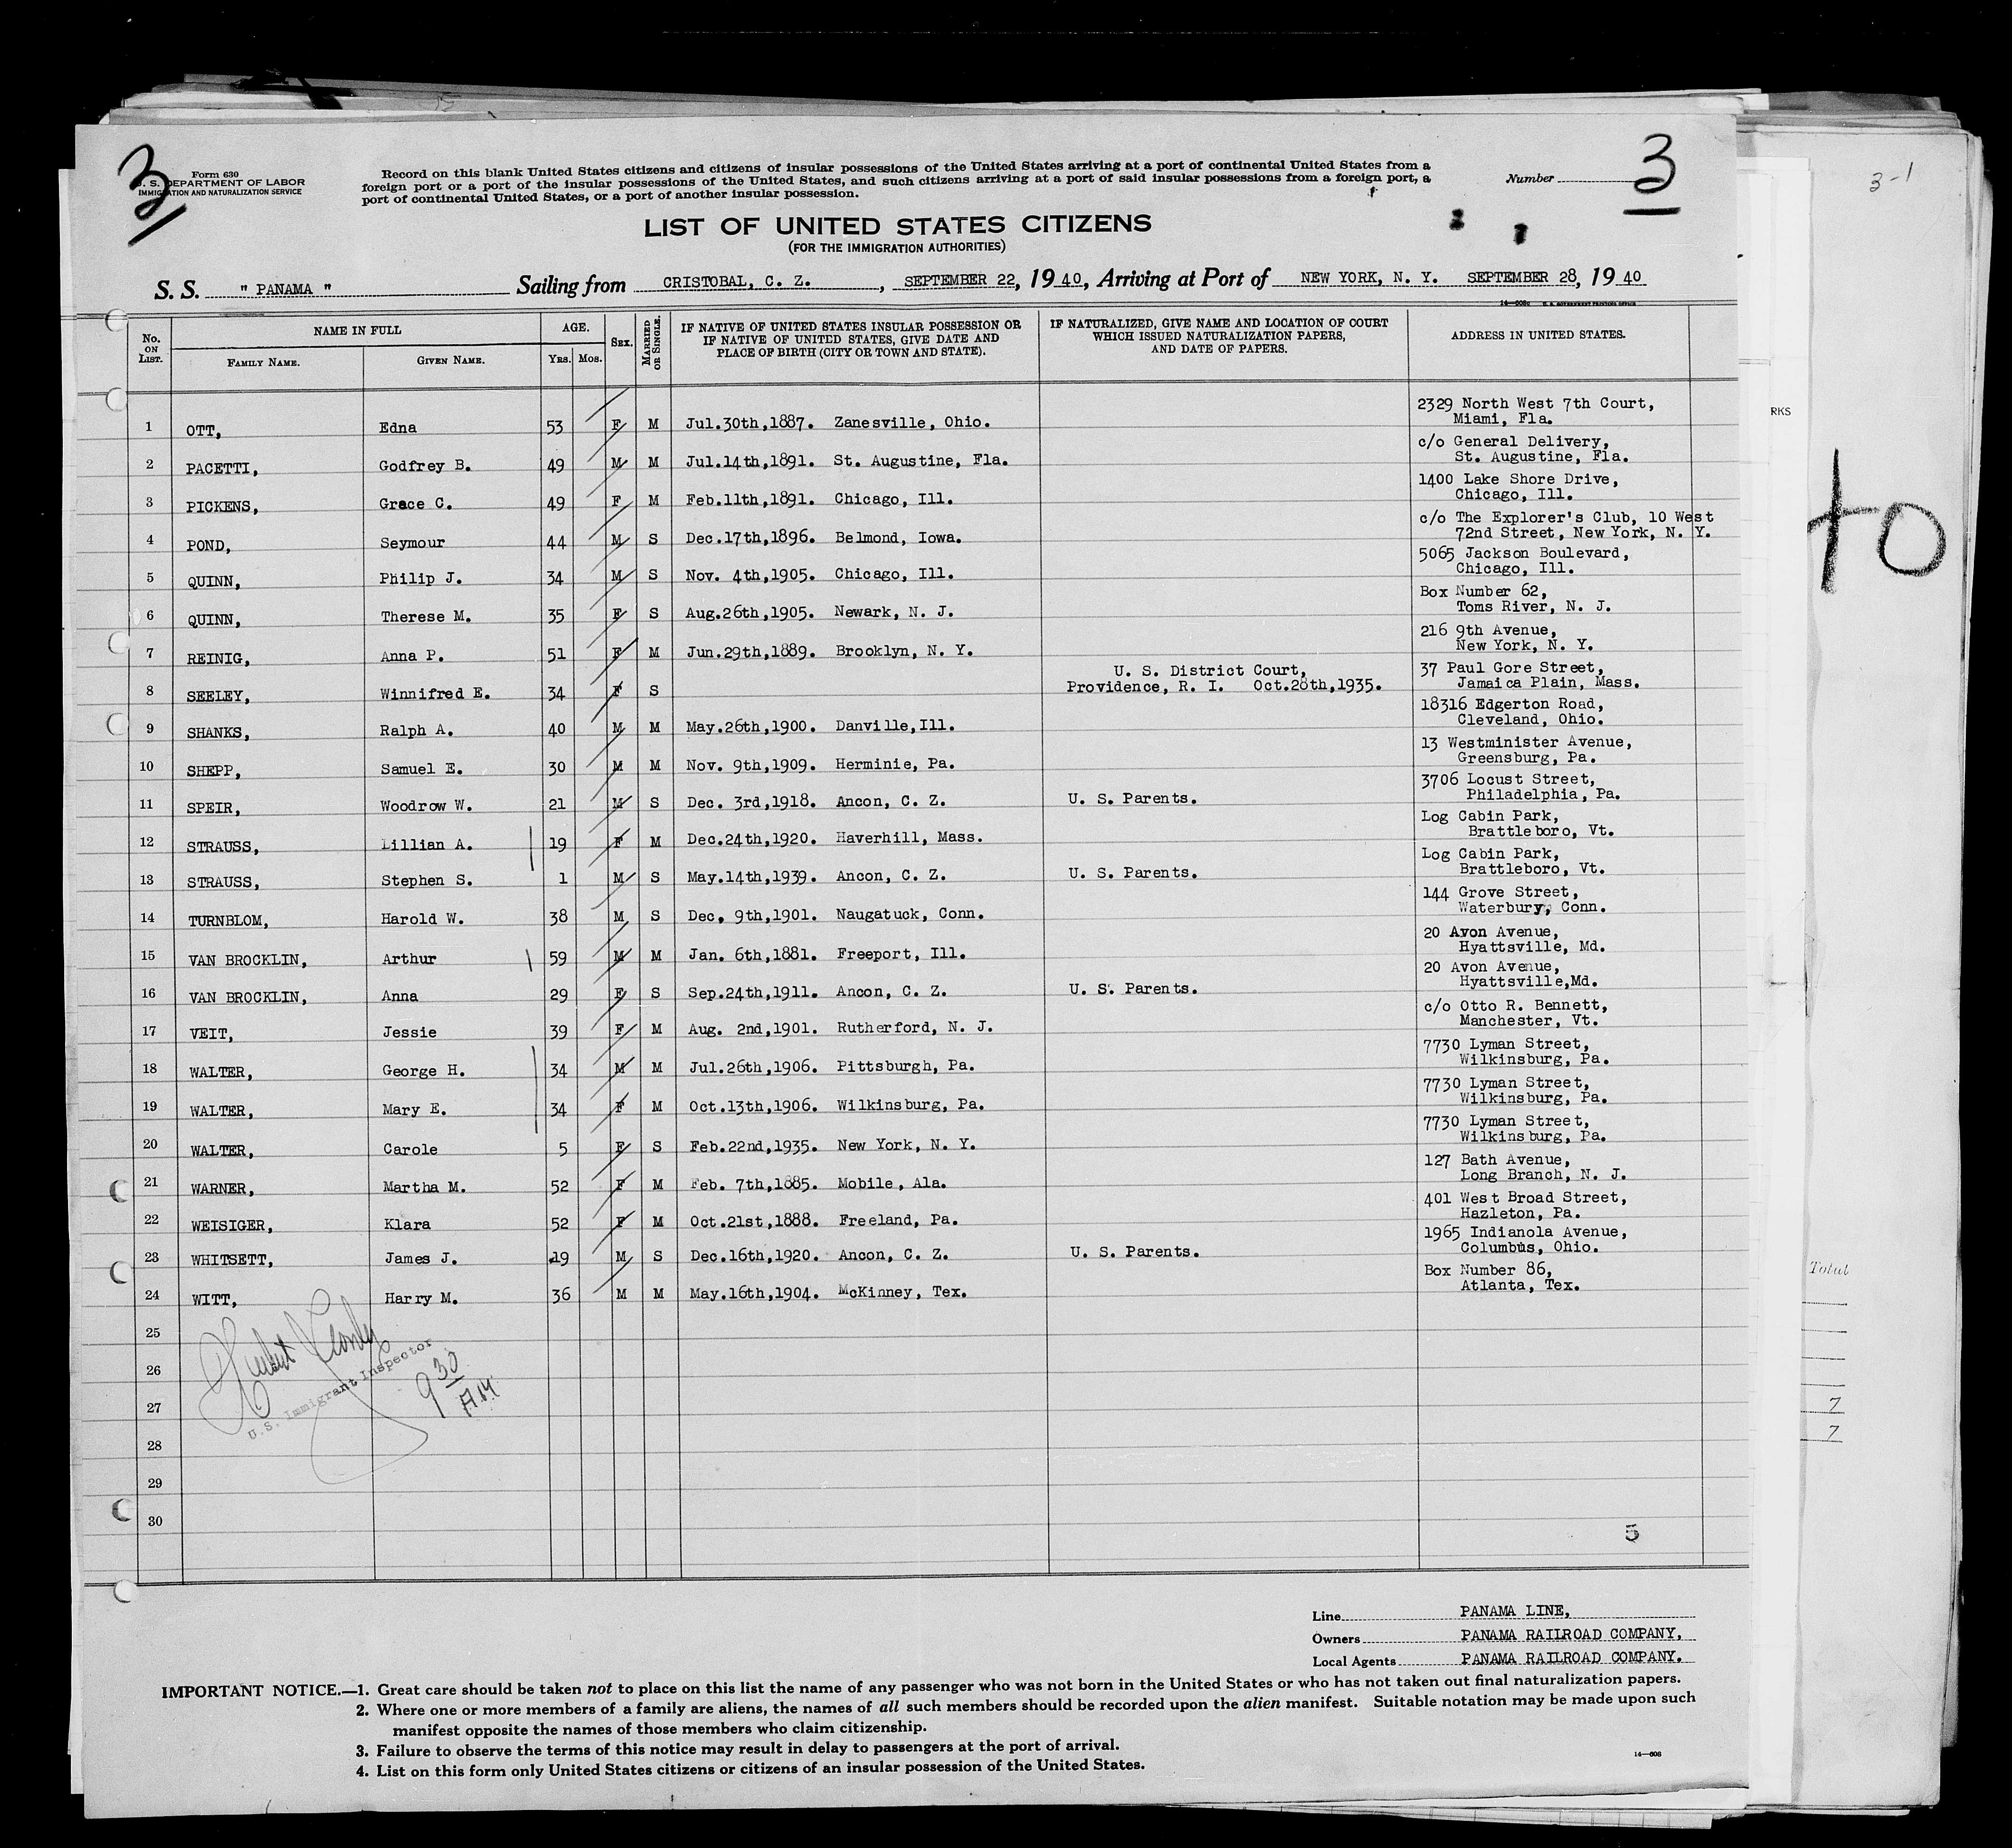 3-1
3
Form 630
U. S. DEPARTMENT OF LABOR
IMMIGRATION AND NATURALIZATION SERVICE
Record on this blank United States citizens and citizens of insular possessions of the United States arriving at a port of continental United States from a
foreign port or a port of the insular possessions of the United States, and such citizens arriving at a port of said insular possessions from a foreign port, a
port of continental United States, or a port of another insular possession.
Number 3
LIST OF UNITED STATES CITIZENS
(FOR THE IMMIGRATION AUTHORITIES)
S. S. " PANAMA " Sailing from CRISTOBAL, C. Z. , SEPTEMBER 22, 19 40, Arriving at Port of NEW YORK, N. Y. SEPTEMBER 28, 19 40
No. ON LIST. NAME IN FULL FAMILY NAME. GIVEN NAME. AGE. YRS. MOS. SEX. MARRIED OR SINGLE. IF NATIVE OF UNITED STATES INSULAR POSSESSION OR IF NATIVE OF UNITED STATES, GIVE DATE AND PLACE OF BIRTH (CITY OR TOWN AND STATE). IF NATURALIZED, GIVE NAME AND LOCATION OF COURT WHICH ISSUED NATURALIZATION PAPERS, AND DATE OF PAPERS. ADDRESS IN UNITED STATES.
RKS
2329 North West 7th Court,
1 OTT, Edna 53 F M Jul.30th,1887. Zanesville, Ohio. Miami, Fla.
c/o General Delivery,
2 PACETTI, Godfrey B. 49 M M Jul.14th,1891. St. Augustine, Fla. St. Augustine, Fla.
1400 Lake Shore Drive,
3 PICKENS, Grace C. 49 F M Feb.11th,1891. Chicago, Ill. Chicago, Ill.
c/o The Explorer's Club, 10 West
4 POND, Seymour 44 M S Dec.17th,1896. Belmond, Iowa. 72nd Street, New York, N. Y.
5065 Jackson Boulevard,
5 QUINN, Philip J. 34 M S Nov. 4th,1905. Chicago, Ill. Chicago, Ill.
Box Number 62,
6 QUINN, Therese M. 35 F S Aug.26th,1905. Newark, N. J. Toms River, N. J.
216 9th Avenue,
7 REINIG, Anna P. 51 F M Jun.29th,1889. Brooklyn, N. Y. New York, N. Y.
U. S. District Court, 37 Paul Gore Street,
8 SEELEY, Winnifred E. 34 F S Providence, R. I. Oct.28th,1935. Jamaica Plain, Mass.
18316 Edgerton Road,
9 SHANKS, Ralph A. 40 M M May.26th,1900. Danville,Ill. Cleveland, Ohio.
13 Westminister Avenue,
10 SHEPP, Samuel E. 30 M M Nov. 9th,1909. Herminie, Pa. Greensburg, Pa.
3706 Locust Street,
11 SPEIR, Woodrow W. 21 M S Dec. 3rd,1918. Ancon, C. Z. U. S. Parents. Philadelphia, Pa.
Log Cabin Park,
12 STRAUSS, Lillian A. 19 F M Dec.24th,1920. Haverhill, Mass. Brattleboro, Vt.
Log Cabin Park,
13 STRAUSS, Stephen S. 1 M S May.14th,1939. Ancon, C. Z. U. S. Parents. Brattleboro, Vt.
144 Grove Street,
14 TURNBLOM, Harold W. 38 M S Dec. 9th,1901. Naugatuck, Conn. Waterbury, Conn.
20 Avon Avenue,
15 VAN BROCKLIN, Arthur 59 M M Jan. 6th,1881. Freeport, Ill. Hyattsville, Md.
20 Avon Avenue,
16 VAN BROCKLIN, Anna 29 F S Sep.24th,1911. Ancon, C. Z. U. S. Parents. Hyattsville,Md.
c/o Otto R. Bennett,
17 VEIT, Jessie 39 F M Aug. 2nd,1901. Rutherford, N. J. Manchester, Vt.
7730 Lyman Street,
18 WALTER, George H. 34 M M Jul.26th,1906. Pittsburgh, Pa. Wilkinsburg, Pa.
7730 Lyman Street,
19 WALTER, Mary E. 34 F M Oct.13th,1906. Wilkinsburg, Pa. Wilkinsburg, Pa.
7730 Lyman Street,
20 WALTER, Carole 5 F S Feb.22nd,1935. New York, N. Y. Wilkinsburg, Pa.
127 Bath Avenue,
21 WARNER, Martha M. 52 F M Feb. 7th,1885. Mobile, Ala. Long Branch, N. J.
401 West Broad Street,
22 WEISIGER, Klara 52 F M Oct.21st,1888. Freeland, Pa. Hazleton, Pa.
1965 Indianola Avenue,
23 WHITSETT, James J. 19 M S Dec.16th,1920. Ancon, C. Z. U. S. Parents. Columbus, Ohio.
Box Number 86,
24 WITT, Harry M. 36 M M May.16th,1904. McKinney, Tex. Atlanta, Tex.
Total
25
26
27
28
29
30
U.S. Immigrant Inspector
9 30
A.M.
7
7
5
Line PANAMA LINE,
Owners PANAMA RAILROAD COMPANY,
Local Agents PANAMA RAILROAD COMPANY.
IMPORTANT NOTICE.—1. Great care should be taken not to place on this list the name of any passenger who was not born in the United States or who has not taken out final naturalization papers.
2. Where one or more members of a family are aliens, the names of all such members should be recorded upon the alien manifest. Suitable notation may be made upon such
manifest opposite the names of those members who claim citizenship.
3. Failure to observe the terms of this notice may result in delay to passengers at the port of arrival.
4. List on this form only United States citizens or citizens of an insular possession of the United States.
14—608